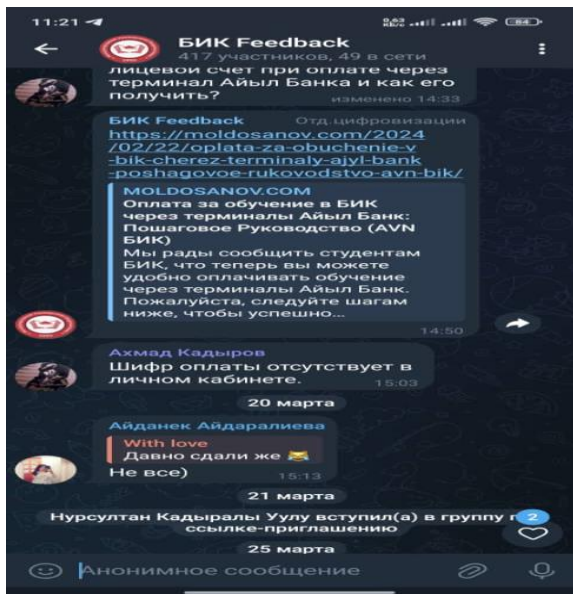 11:21
0,63
КБ/с
84
БИК Feedback
417 участников, 49 в сети
лицевой счет при оплате через
терминал Айыл Банка и как его
получить?
изменено 14:33
БИК Feedback Отд.цифровизации
https://moldosanov.com/2024
/02/22/oplata-za-obuchenie-v
-bik-cherez-terminaly-ajyl-bank
-poshagovoe-rukovodstvo-avn-bik/
MOLDOSANOV.COM
Оплата за обучение в БИК
через терминалы Айыл Банк:
Пошаговое Руководство (AVN
БИК)
Мы рады сообщить студентам
БИК, что теперь вы можете
удобно оплачивать обучение
через терминалы Айыл Банк.
Пожалуйста, следуйте шагам
ниже, чтобы успешно...
14:50
Ахмад Кадыров
Шифр оплаты отсутствует в
личном кабинете.
15:03
20 марта
Айданек Айдаралиева
With love
Давно сдали же 😹
Не все)
15:13
21 марта
Нурсултан Кадыралы Уулу вступил(а) в группу п
2
ссылке-приглашению
25 марта
Анонимное сообщение